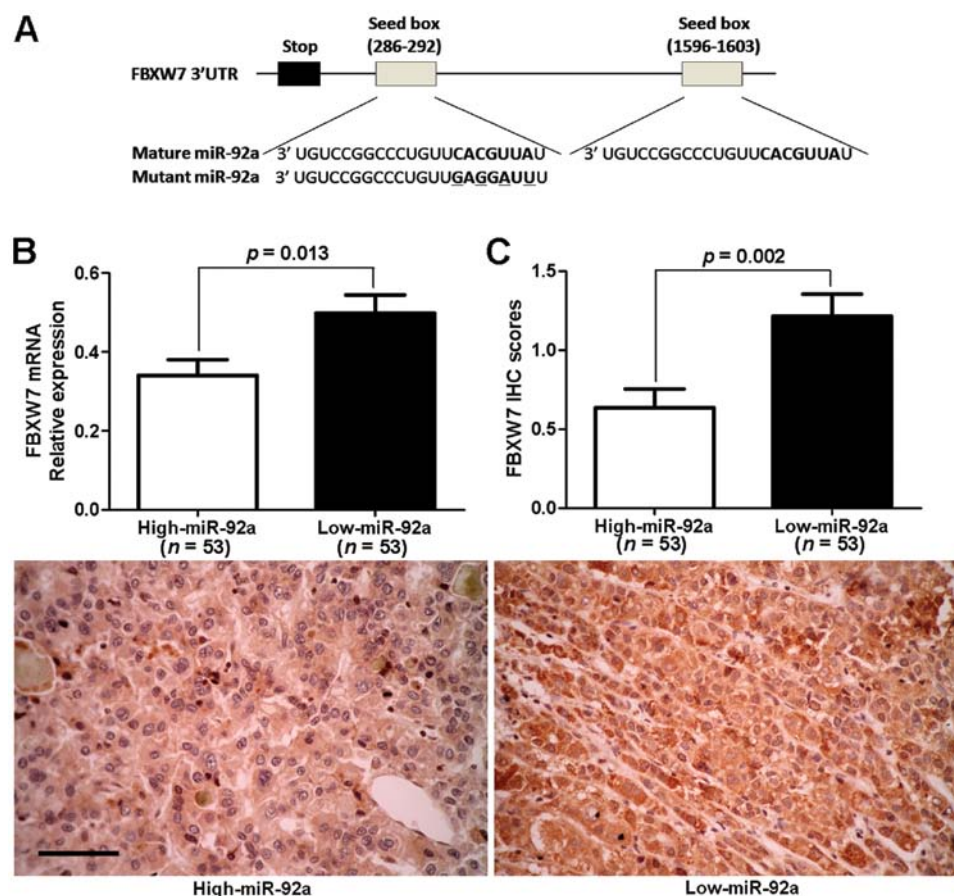 A
Seed box
(286-292)
Seed box
(1596-1603)
Stop
FBXW7 3'UTR
Mature miR-92a 3' UGUCCGGCCCUGUUCACGUUAU 3' UGUCCGGCCCUGUUCACGUUAU
Mutant miR-92a 3' UGUCCGGCCCUGUUGAGGAUUU
B
p = 0.013
FBXW7 mRNA
Relative expression
0.6
0.4
0.2
0.0
High-miR-92a
(n = 53)
Low-miR-92a
(n = 53)
C
p = 0.002
FBXW7 IHC scores
1.5
1.0
0.5
0.0
High-miR-92a
(n = 53)
Low-miR-92a
(n = 53)
High-miR-92a
Low-miR-92a